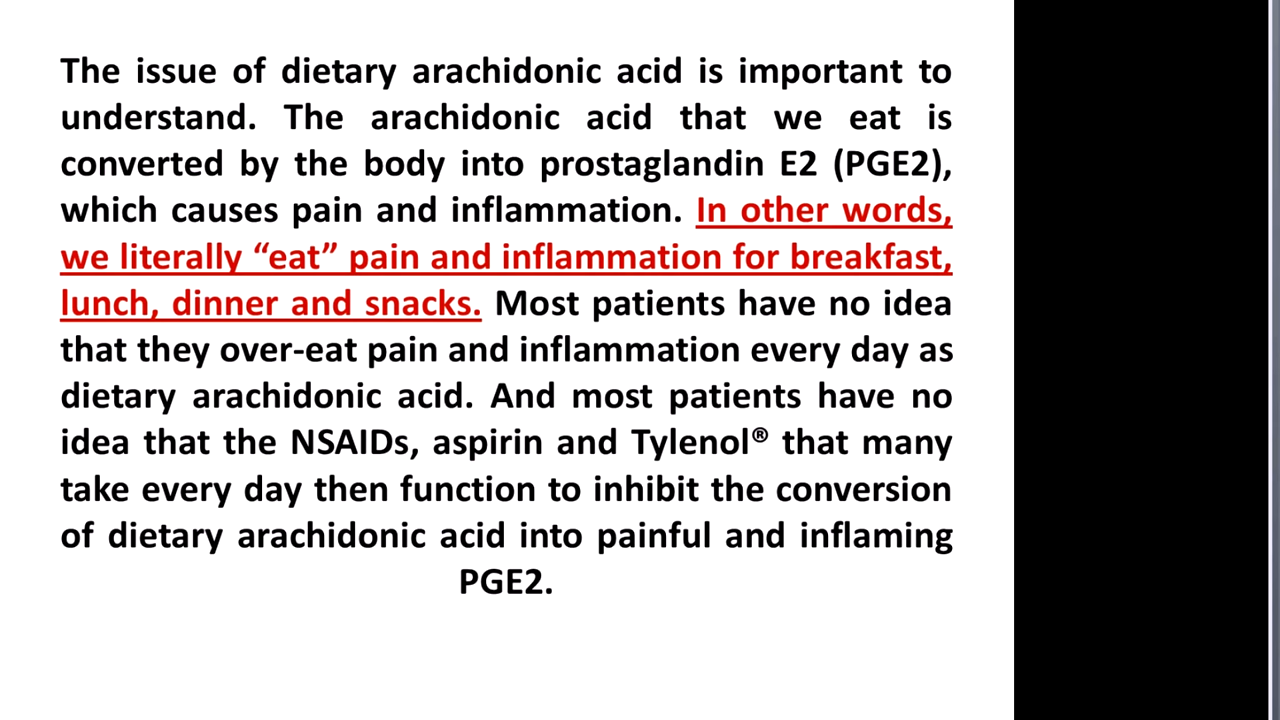 The issue of dietary arachidonic acid is important to
understand. The arachidonic acid that we eat is
converted by the body into prostaglandin E2 (PGE2),
which causes pain and inflammation. In other words,
we literally “eat” pain and inflammation for breakfast,
lunch, dinner and snacks. Most patients have no idea
that they over-eat pain and inflammation every day as
dietary arachidonic acid. And most patients have no
idea that the NSAIDs, aspirin and Tylenol® that many
take every day then function to inhibit the conversion
of dietary arachidonic acid into painful and inflaming
PGE2.